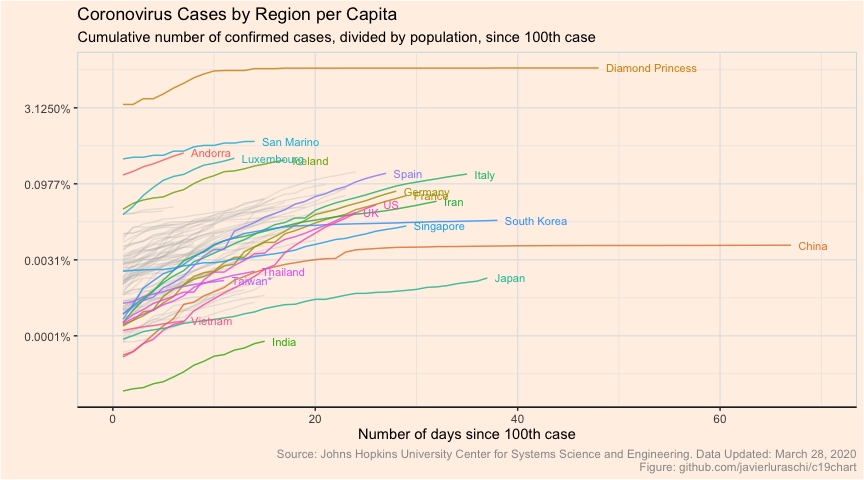 Coronovirus Cases by Region per Capita
Cumulative number of confirmed cases, divided by population, since 100th case
Diamond Princess
3.1250%
San Marino
Andorra
Luxembourg
Iceland
Spain
Italy
0.0977%
Germany
France
Iran
US
UK
South Korea
Singapore
China
0.0031%
Thailand
Japan
Taiwan*
Vietnam
0.0001%
India
0
20
40
60
Number of days since 100th case
Source: Johns Hopkins University Center for Systems Science and Engineering. Data Updated: March 28, 2020
Figure: github.com/javierluraschi/c19chart